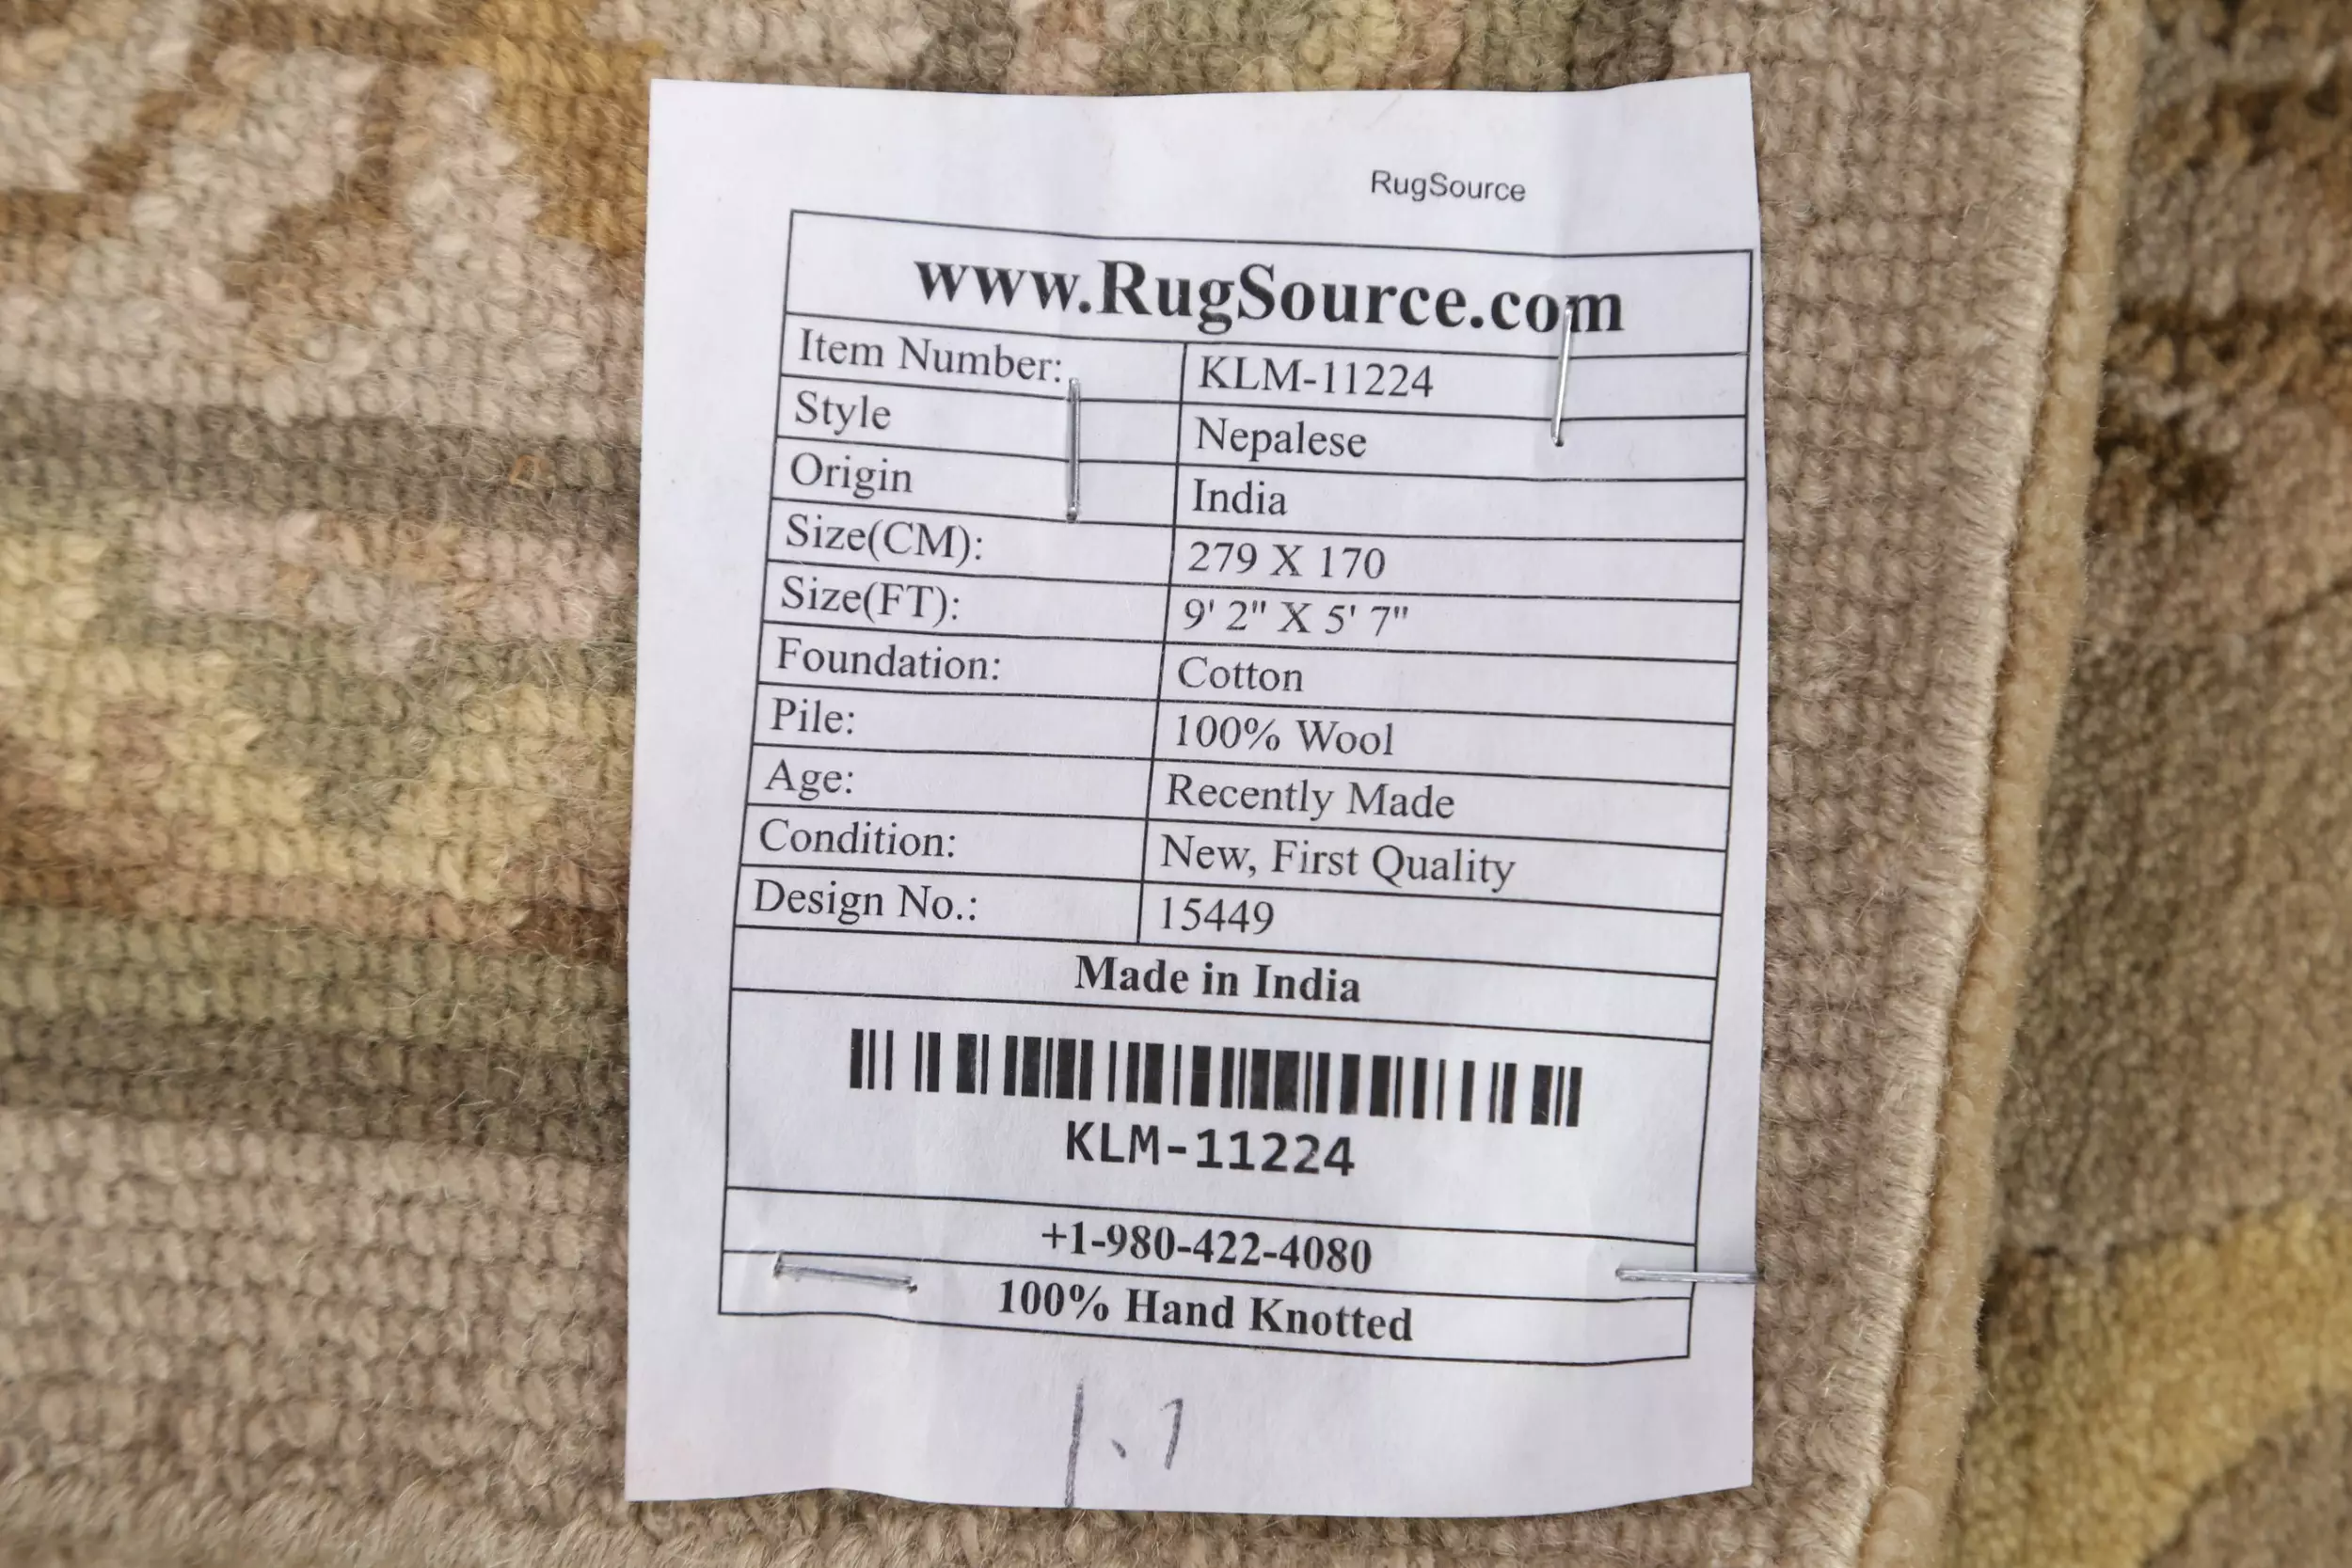 RugSource
www.RugSource.com
Item Number: KLM-11224
Style Nepalese
Origin India
Size(CM): 279 X 170
Size(FT): 9' 2" X 5' 7"
Foundation: Cotton
Pile: 100% Wool
Age: Recently Made
Condition: New, First Quality
Design No.: 15449
Made in India
KLM-11224
+1-980-422-4080
100% Hand Knotted
1.1